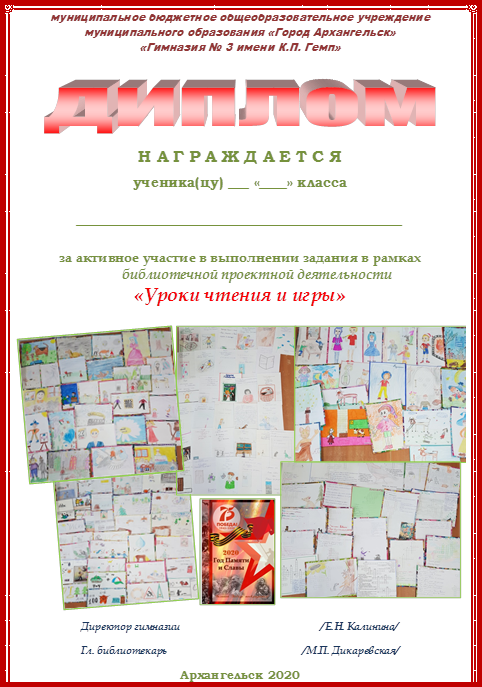 муниципальное бюджетное общеобразовательное учреждение
муниципального образования «Город Архангельск»
«Гимназия № 3 имени К.П. Гемп»
ДИПЛОМ
НАГРАЖДАЕТСЯ
ученика(цу) ___ «____» класса
за активное участие в выполнении задания в рамках
библиотечной проектной деятельности
«Уроки чтения и игры»
75
ПОБЕДА!
2020
Год Памяти
и Славы
Директор гимназии /Е.Н. Калинина/
Гл. библиотекарь /М.П. Дикаревская/
Архангельск 2020